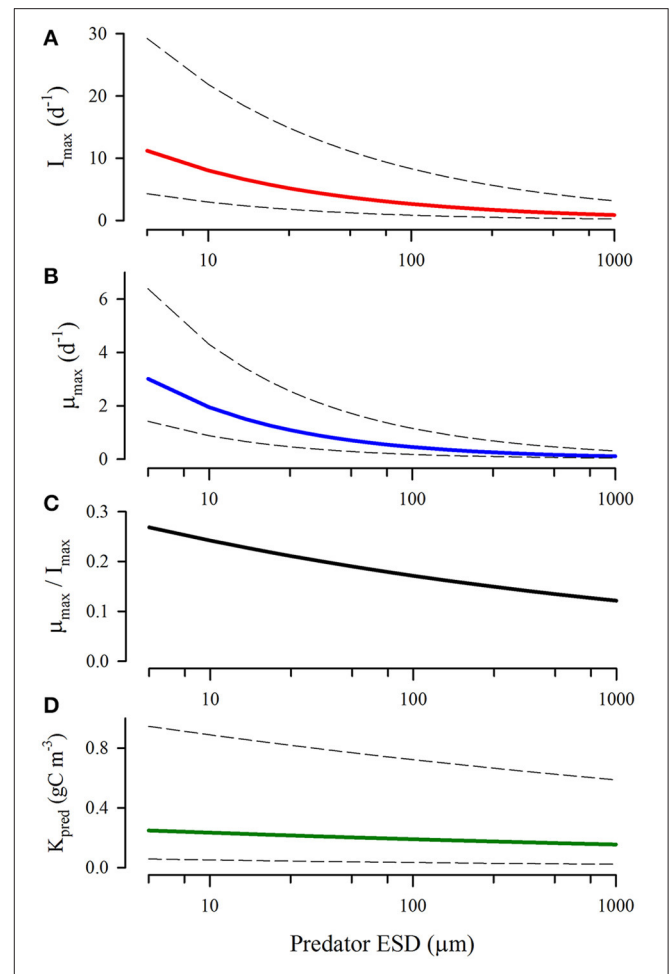 A
30
20
10
0
I_max (d^-1)
10 100 1000
B
6
4
2
0
μ_max (d^-1)
10 100 1000
C
0.3
0.2
0.1
0.0
μ_max / I_max
10 100 1000
D
0.8
0.4
0.0
K_pred (gC m^-3)
10 100 1000
Predator ESD (μm)